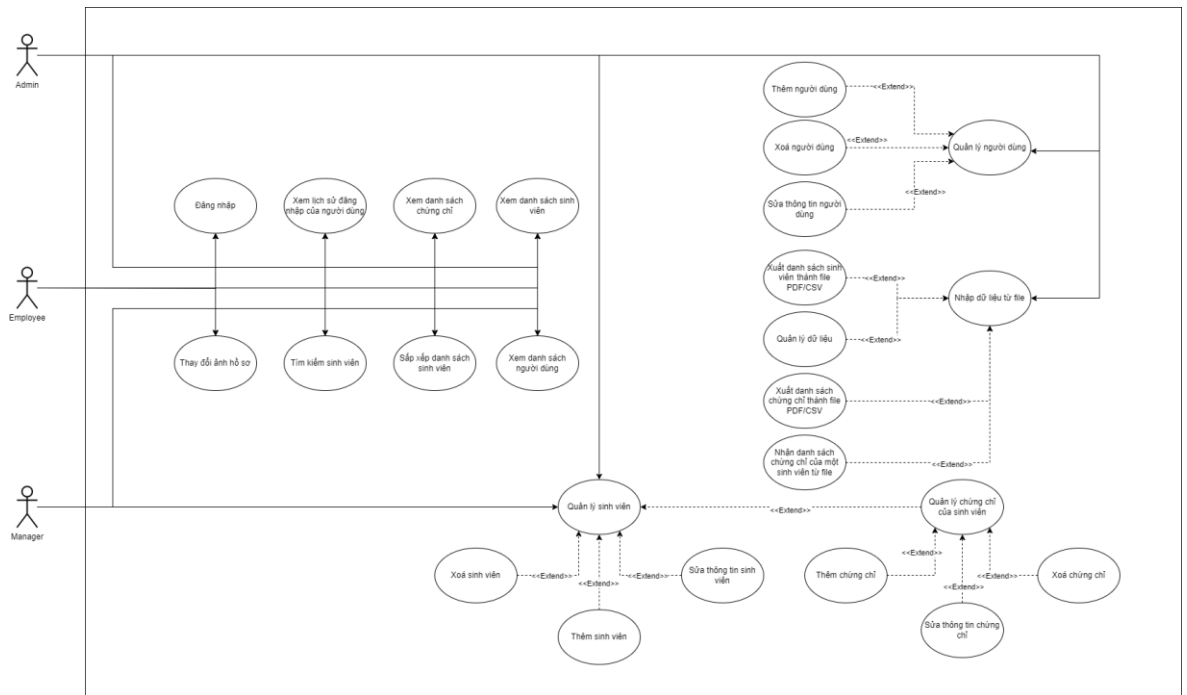 Admin
Thêm người dùng
<<Extend>>
<<Extend>>
Xoá người dùng
Quản lý người dùng
Đăng nhập
Xem lịch sử đăng
nhập của người dùng
Xem danh sách
chứng chỉ
Xem danh sách sinh
viên
<<Extend>>
Sửa thông tin người
dùng
Xuất danh sách sinh
viên thành file
PDF/CSV
<<Extend>>
Employee
Nhập dữ liệu từ file
Quản lý dữ liệu
<<Extend>>
Thay đổi ảnh hồ sơ
Tìm kiếm sinh viên
Sắp xếp danh sách
sinh viên
Xem danh sách
người dùng
Xuất danh sách
chứng chỉ thành file
PDF/CSV
<<Extend>>
Nhận danh sách
chứng chỉ của một
sinh viên từ file
<<Extend>>
Manager
Quản lý sinh viên
<<Extend>>
Quản lý chứng chỉ
của sinh viên
<<Extend>>
Xoá sinh viên
<<Extend>>
<<Extend>>
<<Extend>>
Sửa thông tin sinh
viên
Thêm chứng chỉ
<<Extend>>
<<Extend>>
Xoá chứng chỉ
Thêm sinh viên
Sửa thông tin chứng
chỉ